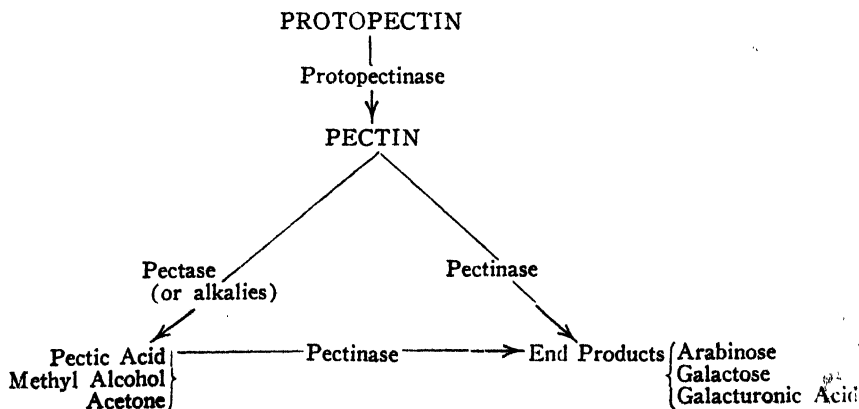 PROTOPECTIN
Protopectinase
PECTIN
Pectase
(or alkalies)
Pectinase
Pectic Acid
Methyl Alcohol
Acetone
Pectinase
End Products
Arabinose
Galactose
Galacturonic Acid